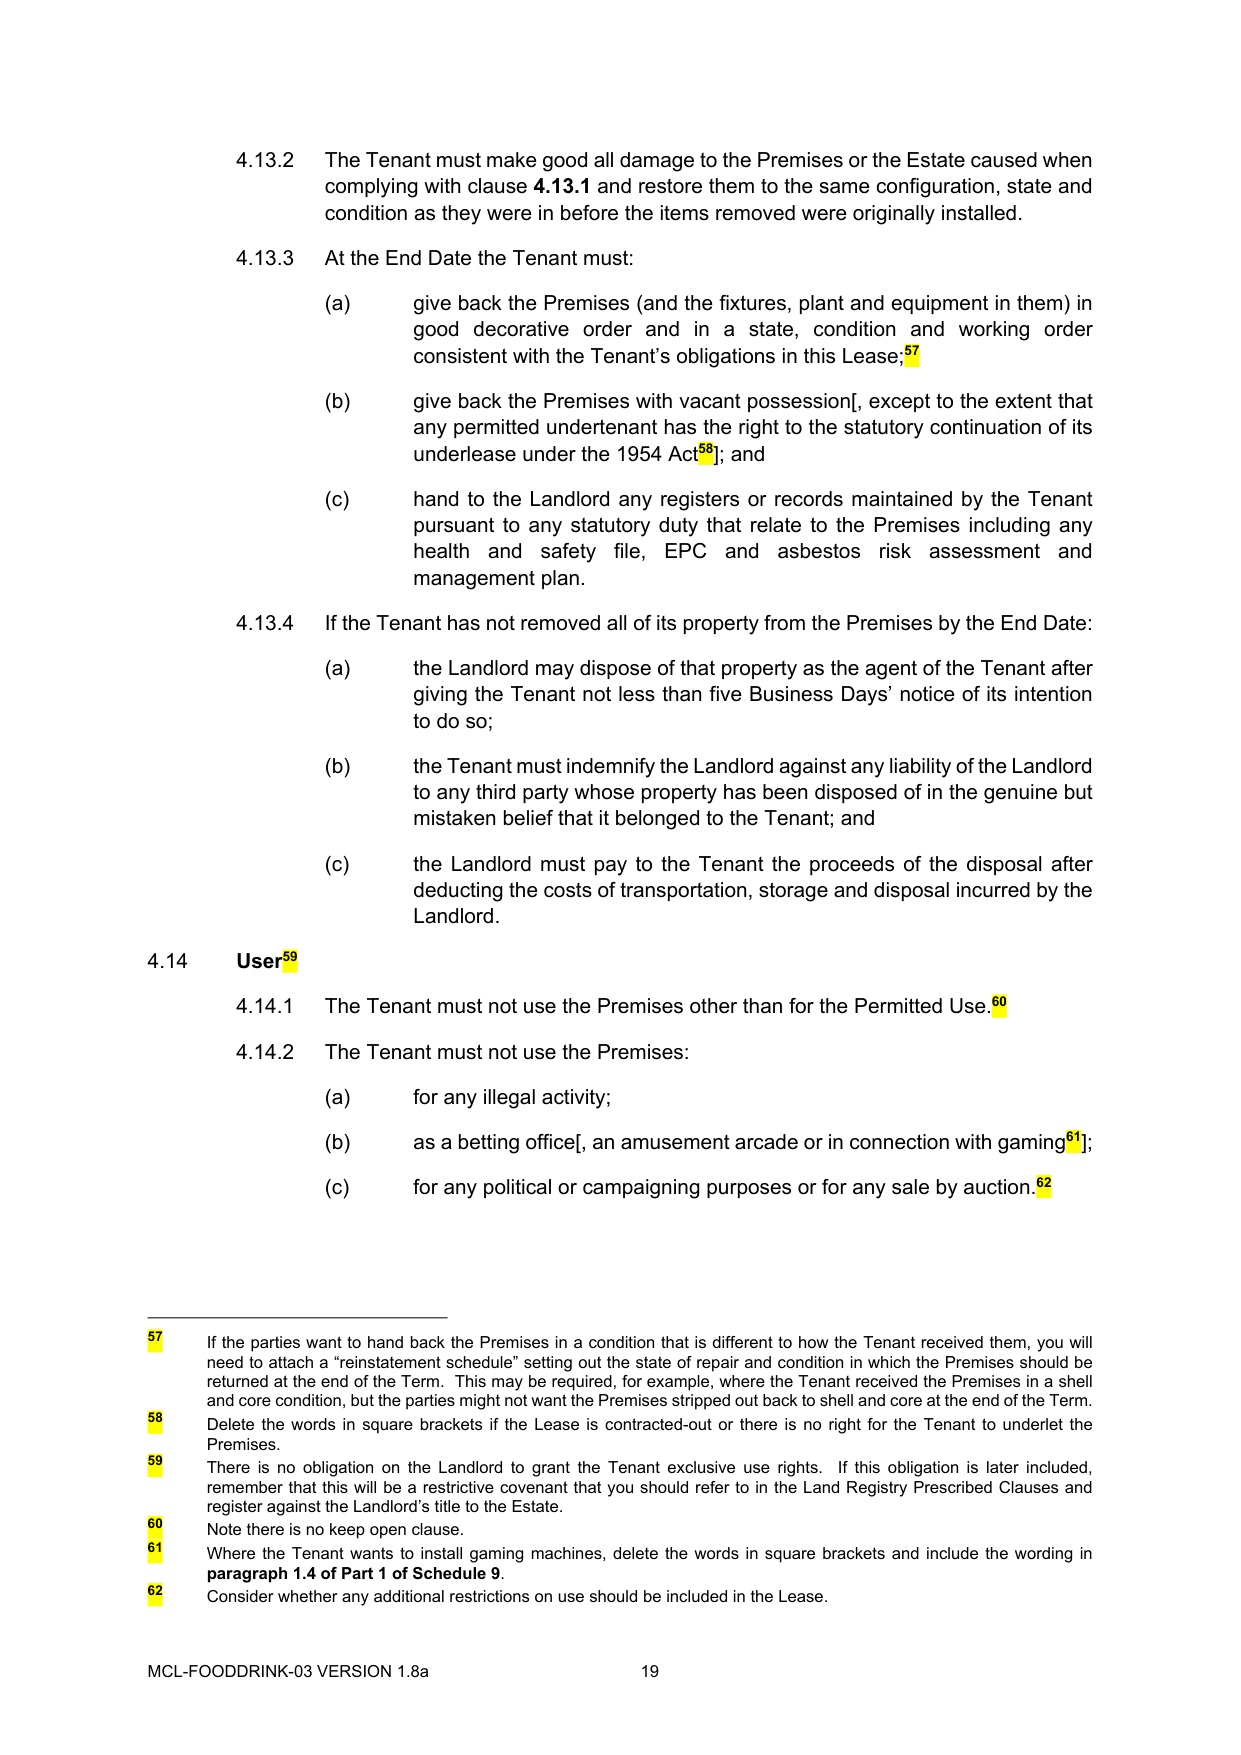 4.13.2 The Tenant must make good all damage to the Premises or the Estate caused when
complying with clause 4.13.1 and restore them to the same configuration, state and
condition as they were in before the items removed were originally installed.
4.13.3 At the End Date the Tenant must:
(a) give back the Premises (and the fixtures, plant and equipment in them) in
good decorative order and in a state, condition and working order
consistent with the Tenant’s obligations in this Lease;57
(b) give back the Premises with vacant possession[, except to the extent that
any permitted undertenant has the right to the statutory continuation of its
underlease under the 1954 Act58]; and
(c) hand to the Landlord any registers or records maintained by the Tenant
pursuant to any statutory duty that relate to the Premises including any
health and safety file, EPC and asbestos risk assessment and
management plan.
4.13.4 If the Tenant has not removed all of its property from the Premises by the End Date:
(a) the Landlord may dispose of that property as the agent of the Tenant after
giving the Tenant not less than five Business Days’ notice of its intention
to do so;
(b) the Tenant must indemnify the Landlord against any liability of the Landlord
to any third party whose property has been disposed of in the genuine but
mistaken belief that it belonged to the Tenant; and
(c) the Landlord must pay to the Tenant the proceeds of the disposal after
deducting the costs of transportation, storage and disposal incurred by the
Landlord.
4.14 User59
4.14.1 The Tenant must not use the Premises other than for the Permitted Use.60
4.14.2 The Tenant must not use the Premises:
(a) for any illegal activity;
(b) as a betting office[, an amusement arcade or in connection with gaming61];
(c) for any political or campaigning purposes or for any sale by auction.62
57 If the parties want to hand back the Premises in a condition that is different to how the Tenant received them, you will
need to attach a “reinstatement schedule” setting out the state of repair and condition in which the Premises should be
returned at the end of the Term. This may be required, for example, where the Tenant received the Premises in a shell
and core condition, but the parties might not want the Premises stripped out back to shell and core at the end of the Term.
58 Delete the words in square brackets if the Lease is contracted-out or there is no right for the Tenant to underlet the
Premises.
59 There is no obligation on the Landlord to grant the Tenant exclusive use rights. If this obligation is later included,
remember that this will be a restrictive covenant that you should refer to in the Land Registry Prescribed Clauses and
register against the Landlord’s title to the Estate.
60 Note there is no keep open clause.
61 Where the Tenant wants to install gaming machines, delete the words in square brackets and include the wording in
paragraph 1.4 of Part 1 of Schedule 9.
62 Consider whether any additional restrictions on use should be included in the Lease.
MCL-FOODDRINK-03 VERSION 1.8a 19